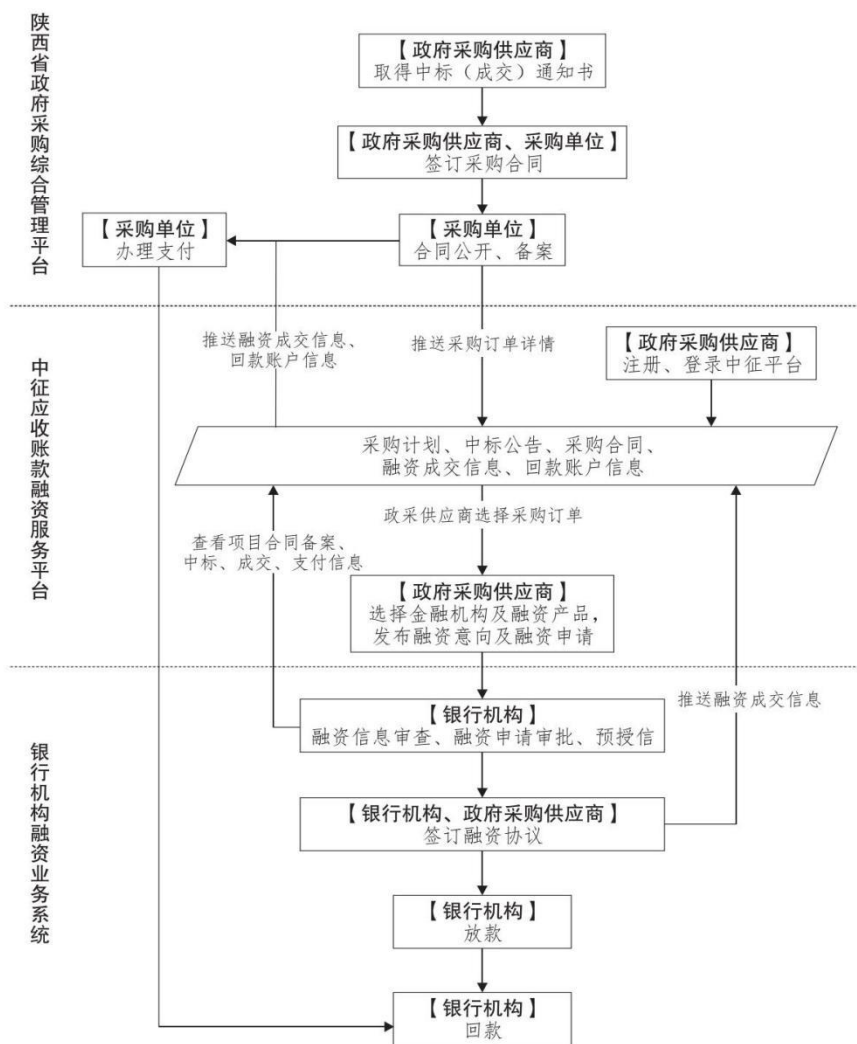 陕西省政府采购综合管理平台
【政府采购供应商】
取得中标（成交）通知书
【政府采购供应商、采购单位】
签订采购合同
【采购单位】
办理支付
【采购单位】
合同公开、备案
中征应收账款融资服务平台
推送融资成交信息、
回款账户信息
推送采购订单详情
【政府采购供应商】
注册、登录中征平台
采购计划、中标公告、采购合同、
融资成交信息、回款账户信息
政采供应商选择采购订单
查看项目合同备案、
中标、成交、支付信息
【政府采购供应商】
选择金融机构及融资产品，
发布融资意向及融资申请
银行机构融资业务系统
【银行机构】
融资信息审查、融资申请审批、预授信
推送融资成交信息
【银行机构、政府采购供应商】
签订融资协议
【银行机构】
放款
【银行机构】
回款